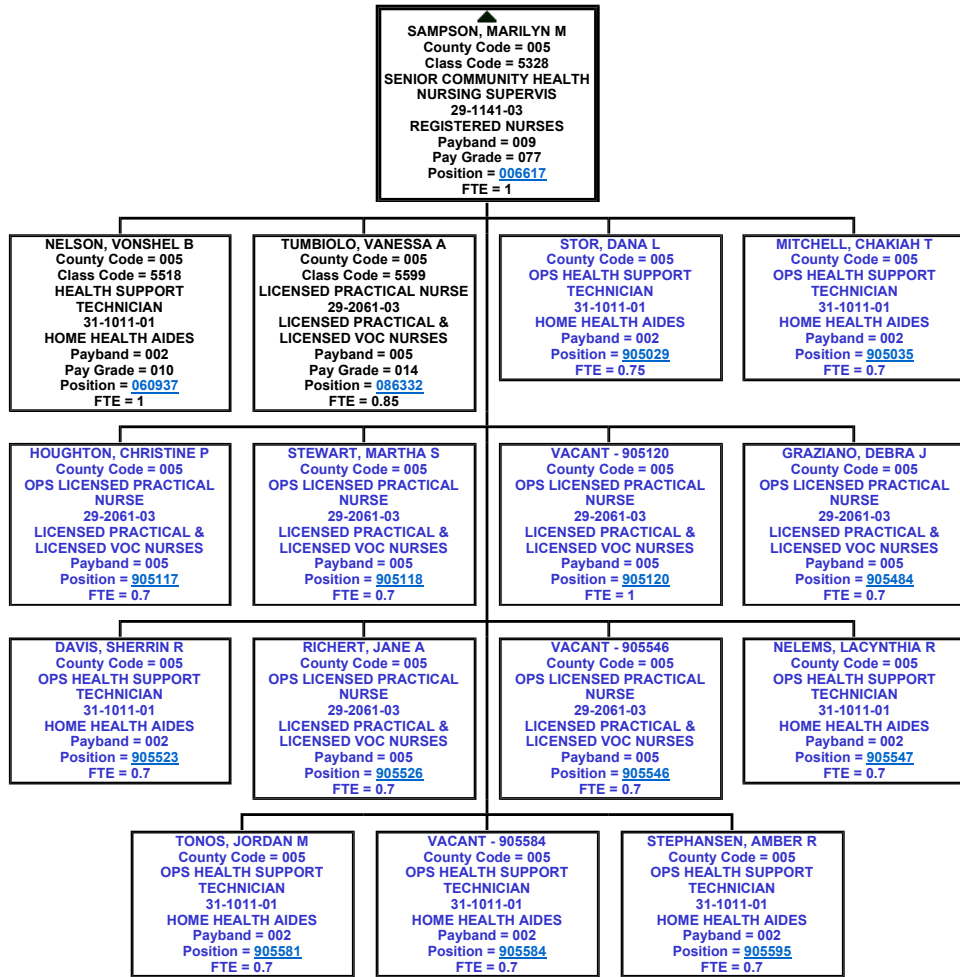 SAMPSON, MARILYN M
County Code = 005
Class Code = 5328
SENIOR COMMUNITY HEALTH
NURSING SUPERVIS
29-1141-03
REGISTERED NURSES
Payband = 009
Pay Grade = 077
Position = 006617
FTE = 1
NELSON, VONSHEL B
County Code = 005
Class Code = 5518
HEALTH SUPPORT
TECHNICIAN
31-1011-01
HOME HEALTH AIDES
Payband = 002
Pay Grade = 010
Position = 060937
FTE = 1
TUMBIOLO, VANESSA A
County Code = 005
Class Code = 5599
LICENSED PRACTICAL NURSE
29-2061-03
LICENSED PRACTICAL &
LICENSED VOC NURSES
Payband = 005
Pay Grade = 014
Position = 086332
FTE = 0.85
STOR, DANA L
County Code = 005
OPS HEALTH SUPPORT
TECHNICIAN
31-1011-01
HOME HEALTH AIDES
Payband = 002
Position = 905029
FTE = 0.75
MITCHELL, CHAKIAH T
County Code = 005
OPS HEALTH SUPPORT
TECHNICIAN
31-1011-01
HOME HEALTH AIDES
Payband = 002
Position = 905035
FTE = 0.7
HOUGHTON, CHRISTINE P
County Code = 005
OPS LICENSED PRACTICAL
NURSE
29-2061-03
LICENSED PRACTICAL &
LICENSED VOC NURSES
Payband = 005
Position = 905117
FTE = 0.7
STEWART, MARTHA S
County Code = 005
OPS LICENSED PRACTICAL
NURSE
29-2061-03
LICENSED PRACTICAL &
LICENSED VOC NURSES
Payband = 005
Position = 905118
FTE = 0.7
VACANT - 905120
County Code = 005
OPS LICENSED PRACTICAL
NURSE
29-2061-03
LICENSED PRACTICAL &
LICENSED VOC NURSES
Payband = 005
Position = 905120
FTE = 1
GRAZIANO, DEBRA J
County Code = 005
OPS LICENSED PRACTICAL
NURSE
29-2061-03
LICENSED PRACTICAL &
LICENSED VOC NURSES
Payband = 005
Position = 905484
FTE = 0.7
DAVIS, SHERRIN R
County Code = 005
OPS HEALTH SUPPORT
TECHNICIAN
31-1011-01
HOME HEALTH AIDES
Payband = 002
Position = 905523
FTE = 0.7
RICHERT, JANE A
County Code = 005
OPS LICENSED PRACTICAL
NURSE
29-2061-03
LICENSED PRACTICAL &
LICENSED VOC NURSES
Payband = 005
Position = 905526
FTE = 0.7
VACANT - 905546
County Code = 005
OPS LICENSED PRACTICAL
NURSE
29-2061-03
LICENSED PRACTICAL &
LICENSED VOC NURSES
Payband = 005
Position = 905546
FTE = 0.7
NELEMS, LACYNTHIA R
County Code = 005
OPS HEALTH SUPPORT
TECHNICIAN
31-1011-01
HOME HEALTH AIDES
Payband = 002
Position = 905547
FTE = 0.7
TONOS, JORDAN M
County Code = 005
OPS HEALTH SUPPORT
TECHNICIAN
31-1011-01
HOME HEALTH AIDES
Payband = 002
Position = 905581
FTE = 0.7
VACANT - 905584
County Code = 005
OPS HEALTH SUPPORT
TECHNICIAN
31-1011-01
HOME HEALTH AIDES
Payband = 002
Position = 905584
FTE = 0.7
STEPHANSEN, AMBER R
County Code = 005
OPS HEALTH SUPPORT
TECHNICIAN
31-1011-01
HOME HEALTH AIDES
Payband = 002
Position = 905595
FTE = 0.7